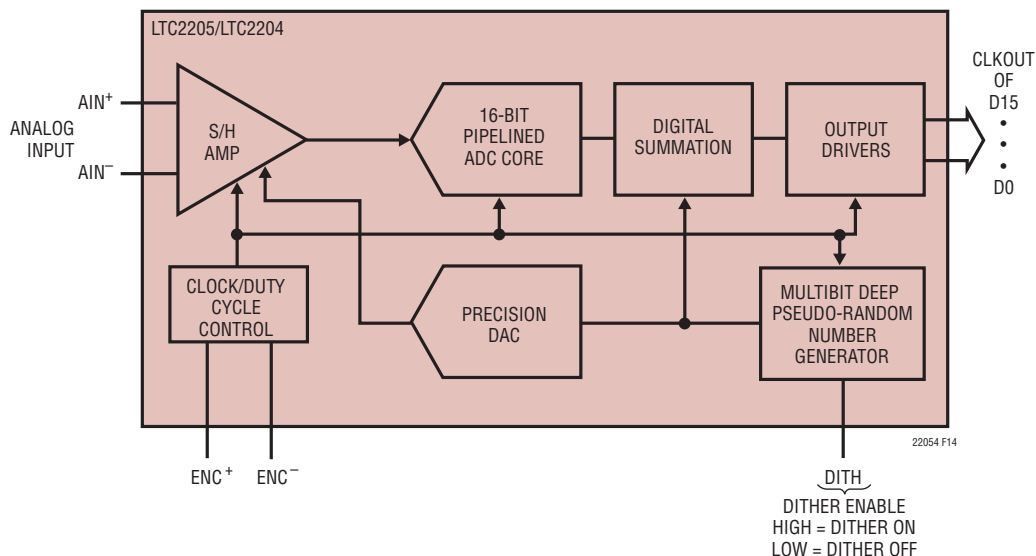 LTC2205/LTC2204
AIN+
ANALOG
INPUT
AIN–
S/H
AMP
16-BIT
PIPELINED
ADC CORE
DIGITAL
SUMMATION
OUTPUT
DRIVERS
CLKOUT
OF
D15
•
•
•
D0
CLOCK/DUTY
CYCLE
CONTROL
PRECISION
DAC
MULTIBIT DEEP
PSEUDO-RANDOM
NUMBER
GENERATOR
22054 F14
ENC+
ENC–
DITH
DITHER ENABLE
HIGH = DITHER ON
LOW = DITHER OFF